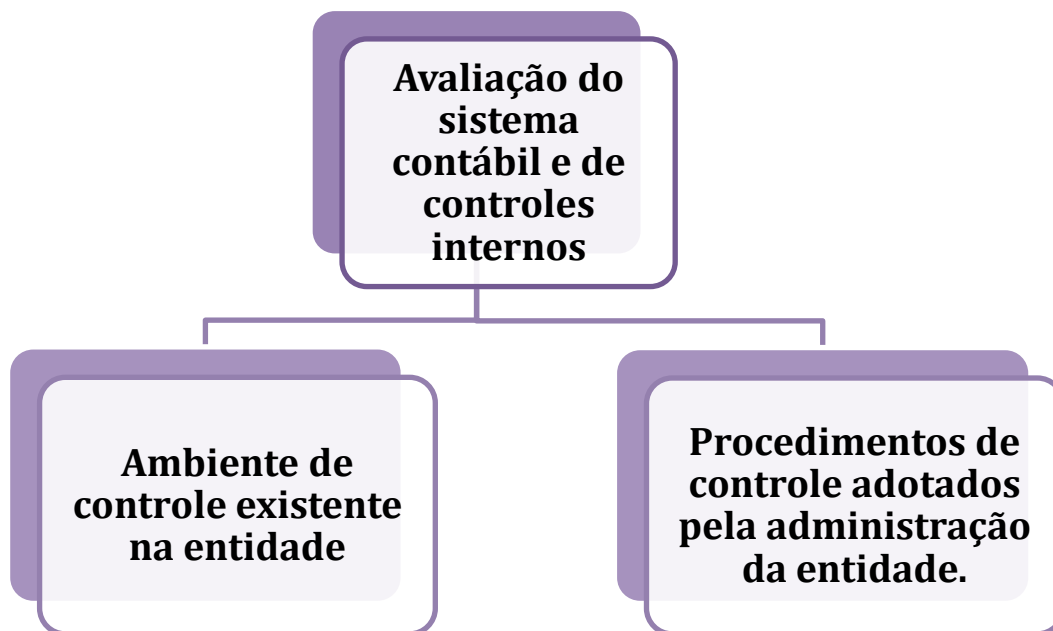 Avaliação do
sistema
contábil e de
controles
internos
Ambiente de
controle existente
na entidade
Procedimentos de
controle adotados
pela administração
da entidade.